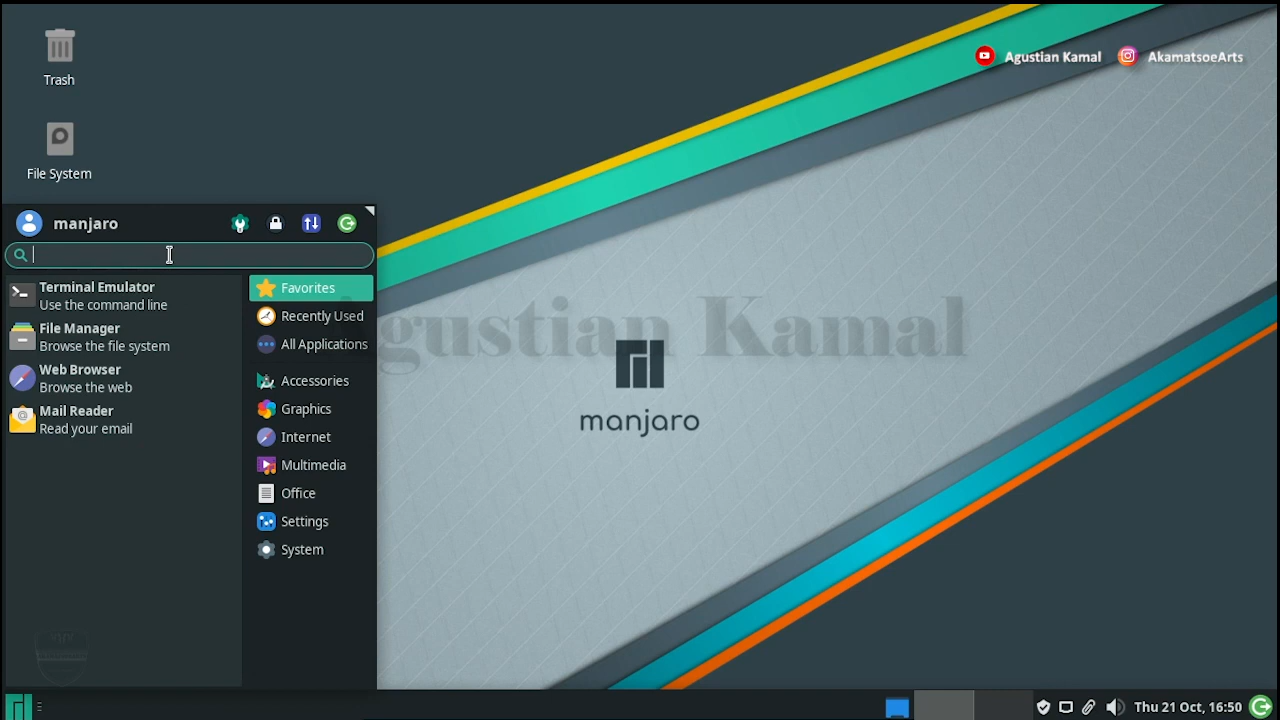 Trash
File System
Agustian Kamal
AkamatsoeArts
manjaro
Terminal Emulator
Use the command line
File Manager
Browse the file system
Web Browser
Browse the web
Mail Reader
Read your email
Favorites
Recently Used
All Applications
Accessories
Graphics
Internet
Multimedia
Office
Settings
System
Agustian Kamal
manjaro
Thu 21 Oct, 16:50